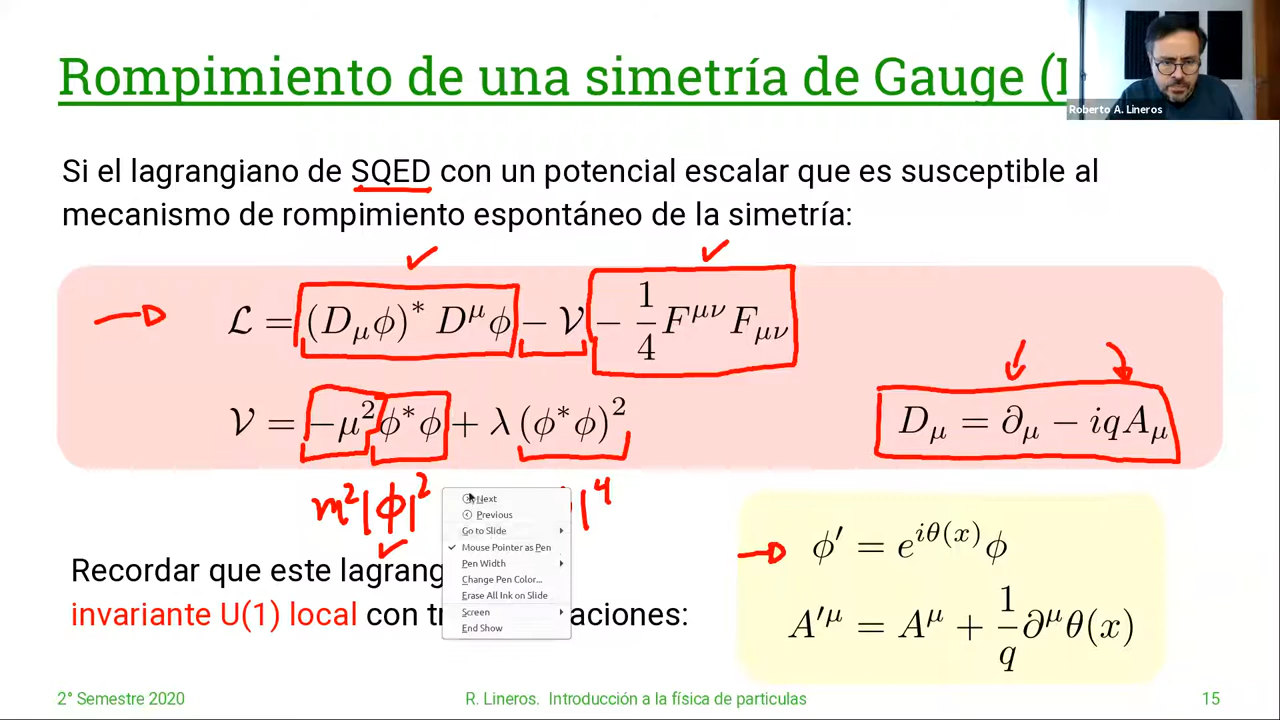 Rompimiento de una simetría de Gauge (
Roberto A. Lineros
Si el lagrangiano de SQED con un potencial escalar que es susceptible al
mecanismo de rompimiento espontáneo de la simetría:
ℒ = (D_μ ϕ)^* D^μ ϕ − 𝒱 − 1/4 F^{μν} F_{μν}
𝒱 = −μ² ϕ^*ϕ + λ (ϕ^*ϕ)²
D_μ = ∂_μ − iqA_μ
m²|ϕ|²
|⁴
Next
Previous
Go to Slide
Mouse Pointer as Pen
Pen Width
Change Pen Color...
Erase All Ink on Slide
Screen
End Show
Recordar que este lagrang
invariante U(1) local con tr aciones:
ϕ′ = e^{iθ(x)} ϕ
A′^μ = A^μ + 1/q ∂^μ θ(x)
2° Semestre 2020
R. Lineros. Introducción a la física de particulas
15